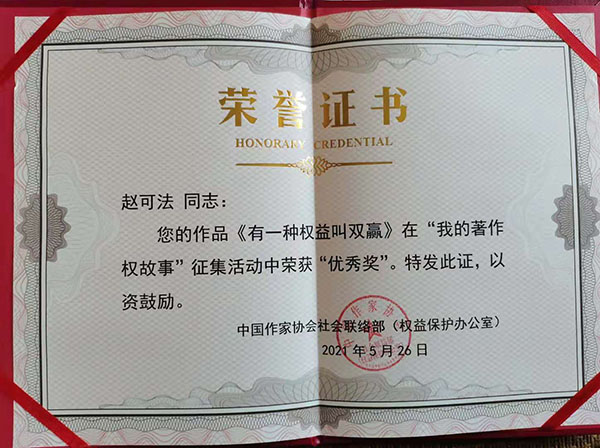 荣誉证书
HONORARY CREDENTIAL
赵可法 同志：
您的作品《有一种权益叫双赢》在“我的著作
权故事”征集活动中荣获“优秀奖”。特发此证，以
资鼓励。
中国作家协会社会联络部（权益保护办公室）
2021年5月26日